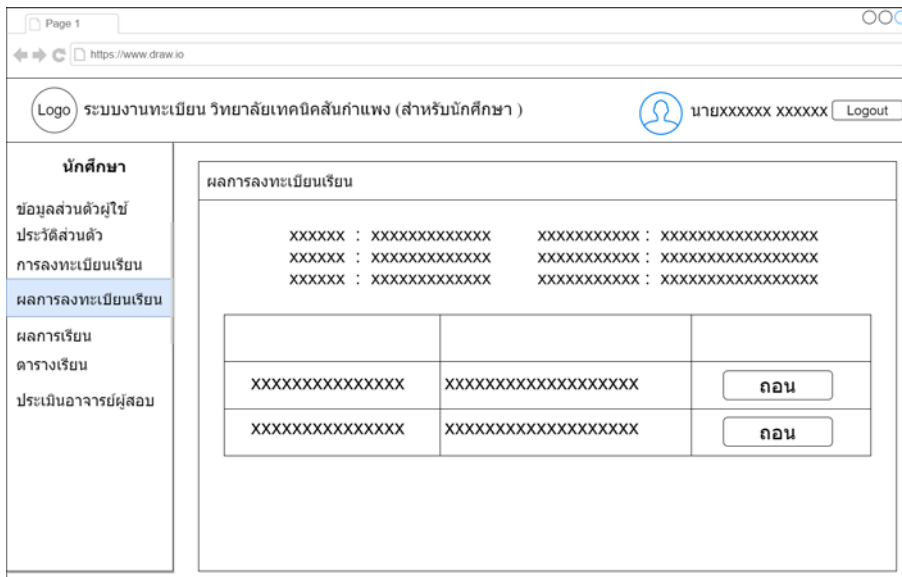 Page 1
https://www.draw.io
Logo ระบบงานทะเบียน วิทยาลัยเทคนิคสันกำแพง (สำหรับนักศึกษา ) นายxxxxxx xxxxxx Logout
นักศึกษา
ข้อมูลส่วนตัวผู้ใช้
ประวัติส่วนตัว
การลงทะเบียนเรียน
ผลการลงทะเบียนเรียน
ผลการเรียน
ตารางเรียน
ประเมินอาจารย์ผู้สอน
ผลการลงทะเบียนเรียน
xxxxxx : xxxxxxxxxxxxx xxxxxxxxxxx : xxxxxxxxxxxxxxxxx
xxxxxx : xxxxxxxxxxxxx xxxxxxxxxxx : xxxxxxxxxxxxxxxxx
xxxxxx : xxxxxxxxxxxxx xxxxxxxxxxx : xxxxxxxxxxxxxxxxx
xxxxxxxxxxxxxxx xxxxxxxxxxxxxxxxxxx ถอน
xxxxxxxxxxxxxxx xxxxxxxxxxxxxxxxxxx ถอน